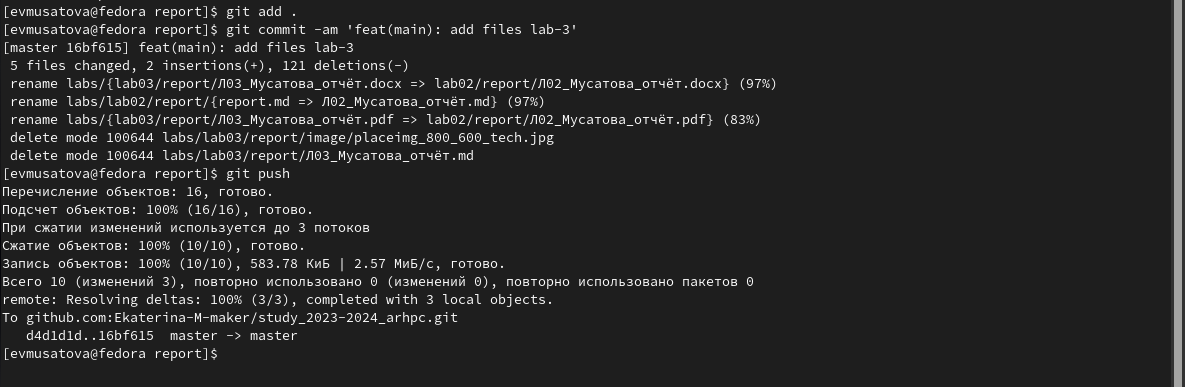 [evmusatova@fedora report]$ git add .
[evmusatova@fedora report]$ git commit -am 'feat(main): add files lab-3'
[master 16bf615] feat(main): add files lab-3
 5 files changed, 2 insertions(+), 121 deletions(-)
 rename labs/{lab03/report/Л03_Мусатова_отчёт.docx => lab02/report/Л02_Мусатова_отчёт.docx} (97%)
 rename labs/lab02/report/{report.md => Л02_Мусатова_отчёт.md} (97%)
 rename labs/{lab03/report/Л03_Мусатова_отчёт.pdf => lab02/report/Л02_Мусатова_отчёт.pdf} (83%)
 delete mode 100644 labs/lab03/report/image/placeimg_800_600_tech.jpg
 delete mode 100644 labs/lab03/report/Л03_Мусатова_отчёт.md
[evmusatova@fedora report]$ git push
Перечисление объектов: 16, готово.
Подсчет объектов: 100% (16/16), готово.
При сжатии изменений используется до 3 потоков
Сжатие объектов: 100% (10/10), готово.
Запись объектов: 100% (10/10), 583.78 КиБ | 2.57 МиБ/с, готово.
Всего 10 (изменений 3), повторно использовано 0 (изменений 0), повторно использовано пакетов 0
remote: Resolving deltas: 100% (3/3), completed with 3 local objects.
To github.com:Ekaterina-M-maker/study_2023-2024_arhpc.git
   d4d1d1d..16bf615  master -> master
[evmusatova@fedora report]$